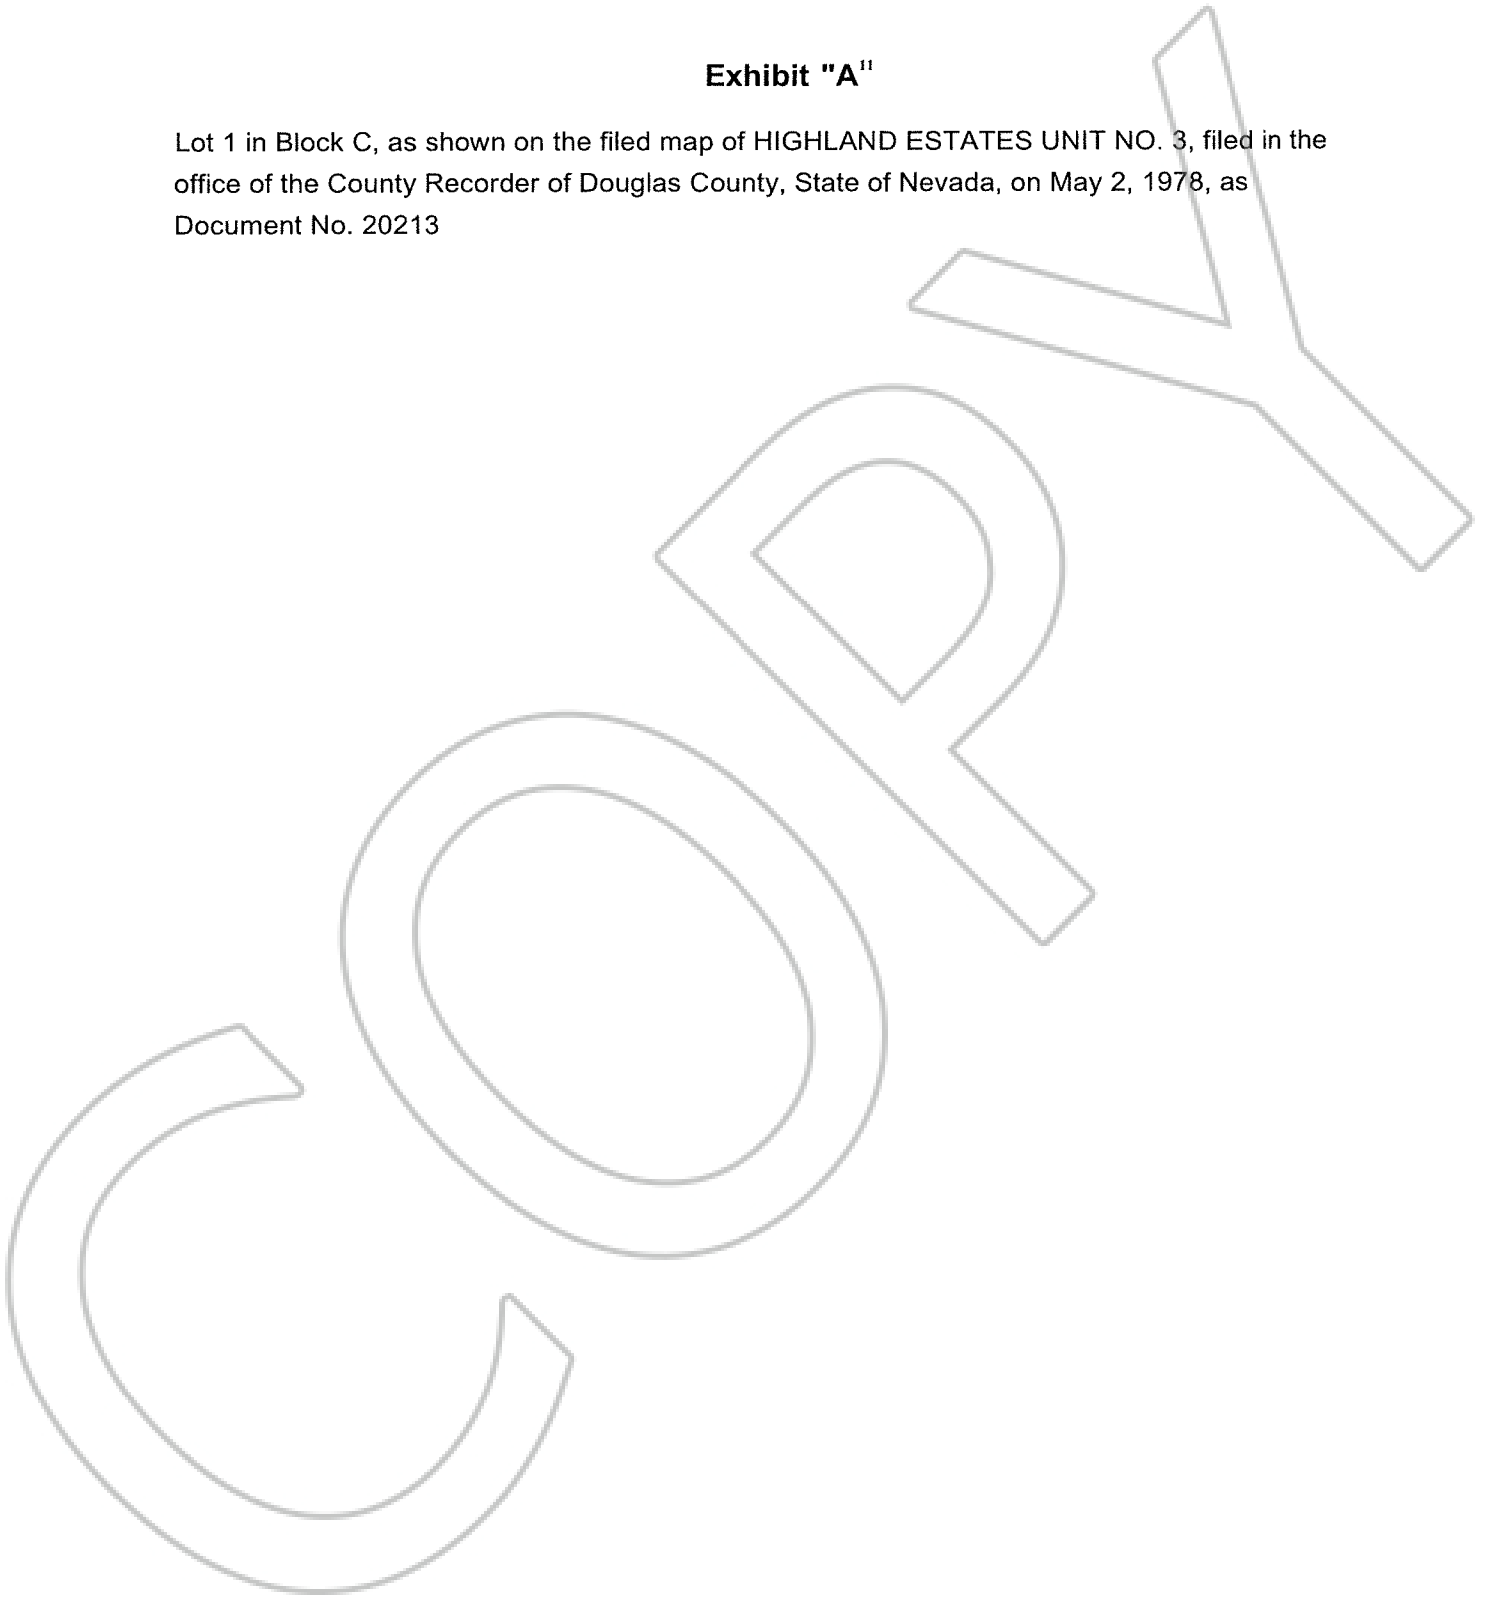 Exhibit "A"
Lot 1 in Block C, as shown on the filed map of HIGHLAND ESTATES UNIT NO. 3, filed in the
office of the County Recorder of Douglas County, State of Nevada, on May 2, 1978, as
Document No. 20213
COPY